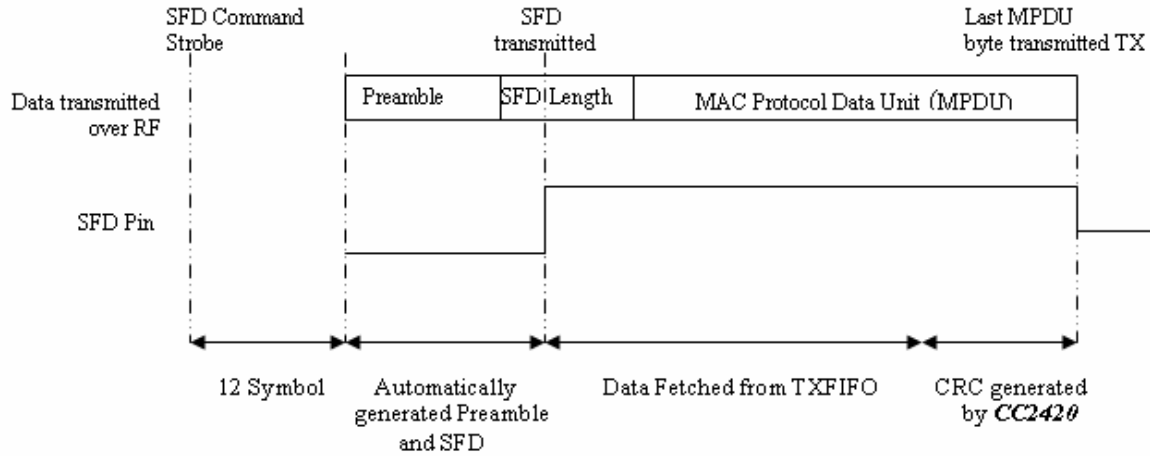 SFD Command
Strobe
SFD
transmitted
Last MPDU
byte transmitted TX
Data transmitted
over RF
Preamble
SFD Length
MAC Protocol Data Unit (MPDU)
SFD Pin
12 Symbol
Automatically
generated Preamble
and SFD
Data Fetched from TXFIFO
CRC generated
by CC2420